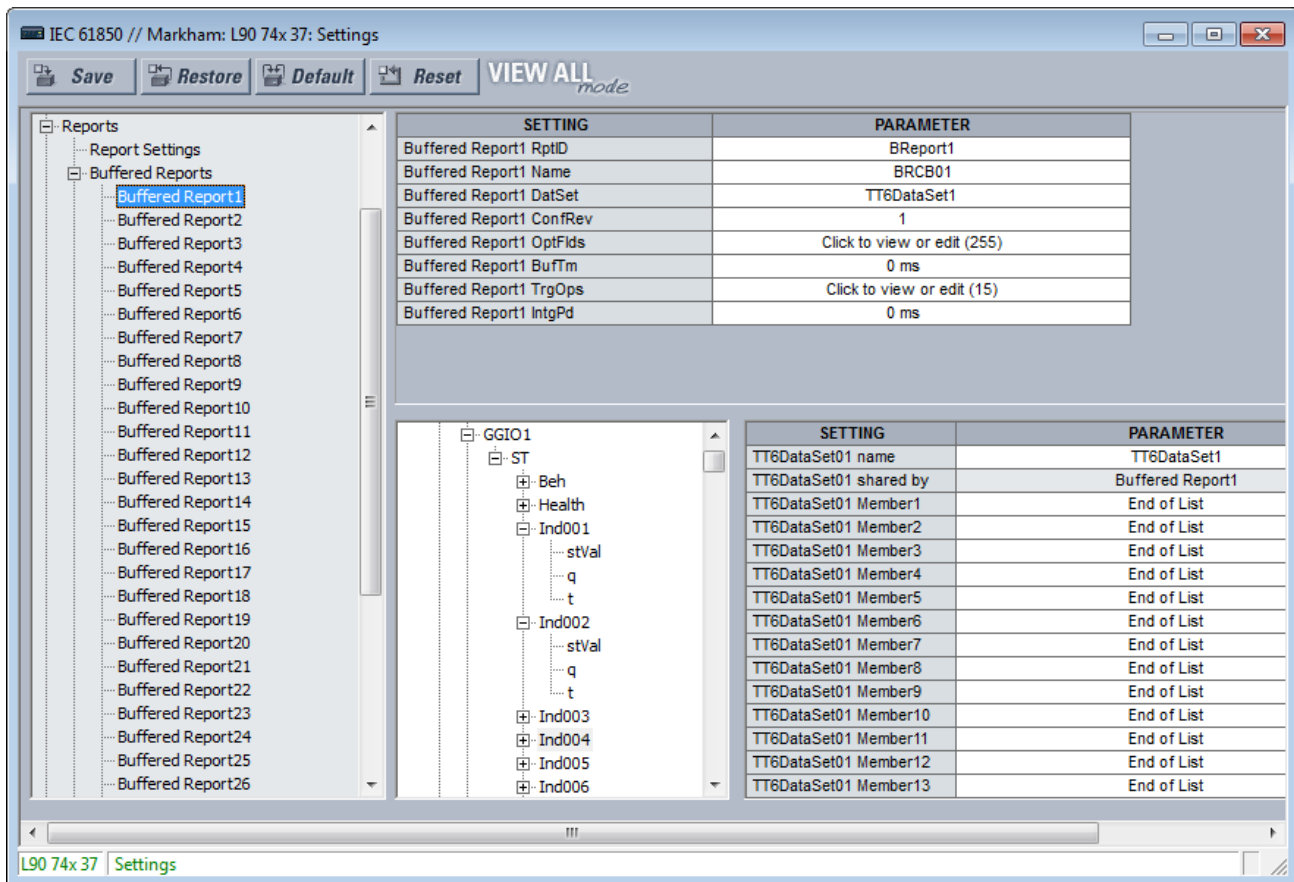 IEC 61850 // Markham: L90 74x 37: Settings
Save Restore Default Reset VIEW ALL mode
Reports
Report Settings
Buffered Reports
Buffered Report1
Buffered Report2
Buffered Report3
Buffered Report4
Buffered Report5
Buffered Report6
Buffered Report7
Buffered Report8
Buffered Report9
Buffered Report10
Buffered Report11
Buffered Report12
Buffered Report13
Buffered Report14
Buffered Report15
Buffered Report16
Buffered Report17
Buffered Report18
Buffered Report19
Buffered Report20
Buffered Report21
Buffered Report22
Buffered Report23
Buffered Report24
Buffered Report25
Buffered Report26
SETTING PARAMETER
Buffered Report1 RptID BReport1
Buffered Report1 Name BRCB01
Buffered Report1 DatSet TT6DataSet1
Buffered Report1 ConfRev 1
Buffered Report1 OptFlds Click to view or edit (255)
Buffered Report1 BufTm 0 ms
Buffered Report1 TrgOps Click to view or edit (15)
Buffered Report1 IntgPd 0 ms
GGIO1
ST
Beh
Health
Ind001
stVal
q
t
Ind002
stVal
q
t
Ind003
Ind004
Ind005
Ind006
SETTING PARAMETER
TT6DataSet01 name TT6DataSet1
TT6DataSet01 shared by Buffered Report1
TT6DataSet01 Member1 End of List
TT6DataSet01 Member2 End of List
TT6DataSet01 Member3 End of List
TT6DataSet01 Member4 End of List
TT6DataSet01 Member5 End of List
TT6DataSet01 Member6 End of List
TT6DataSet01 Member7 End of List
TT6DataSet01 Member8 End of List
TT6DataSet01 Member9 End of List
TT6DataSet01 Member10 End of List
TT6DataSet01 Member11 End of List
TT6DataSet01 Member12 End of List
TT6DataSet01 Member13 End of List
L90 74x 37 Settings